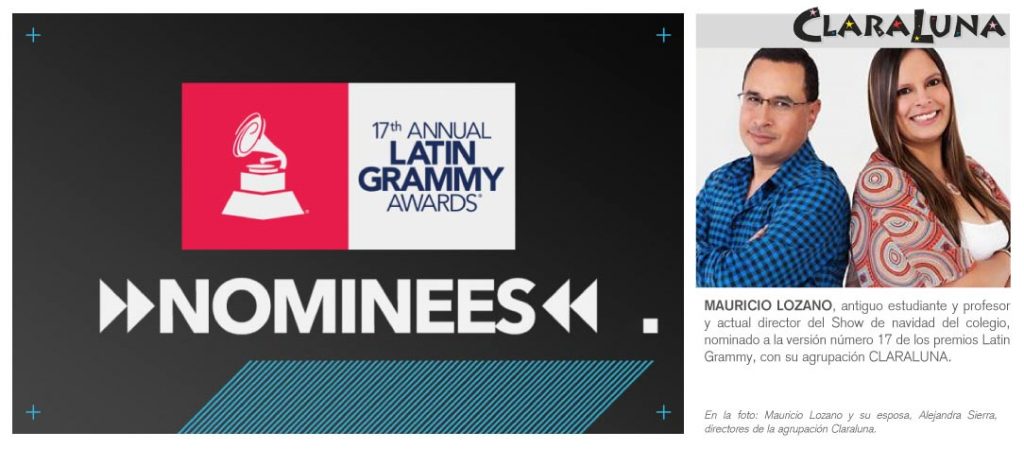 17th ANNUAL
LATIN
GRAMMY
AWARDS®
NOMINEES .
CLARALUNA
MAURICIO LOZANO, antiguo estudiante y profesor
y actual director del Show de navidad del colegio,
nominado a la versión número 17 de los premios Latin
Grammy, con su agrupación CLARALUNA.
En la foto: Mauricio Lozano y su esposa, Alejandra Sierra,
directores de la agrupación Claraluna.